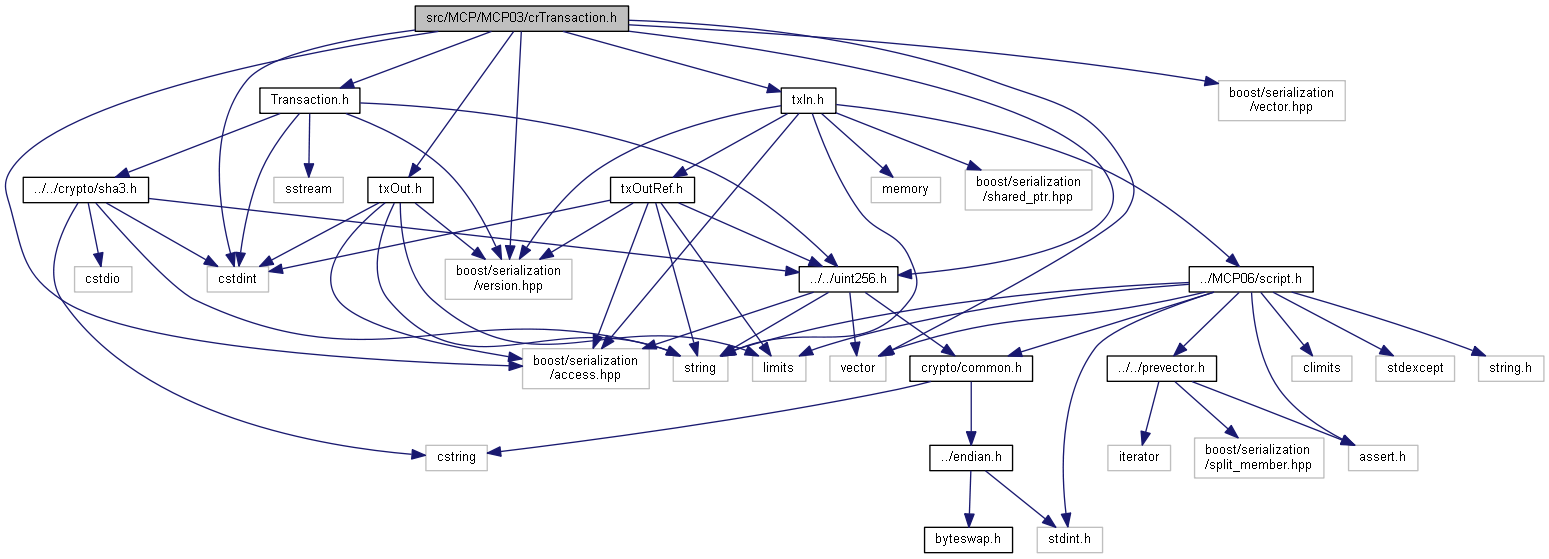 src/MCP/MCP03/crTransaction.h
boost/serialization
/vector.hpp
Transaction.h
txIn.h
../../crypto/sha3.h
sstream
txOut.h
txOutRef.h
memory
boost/serialization
/shared_ptr.hpp
cstdio
cstdint
boost/serialization
/version.hpp
../../uint256.h
../MCP06/script.h
boost/serialization
/access.hpp
string
limits
vector
crypto/common.h
../../prevector.h
climits
stdexcept
string.h
cstring
../endian.h
iterator
boost/serialization
/split_member.hpp
assert.h
byteswap.h
stdint.h